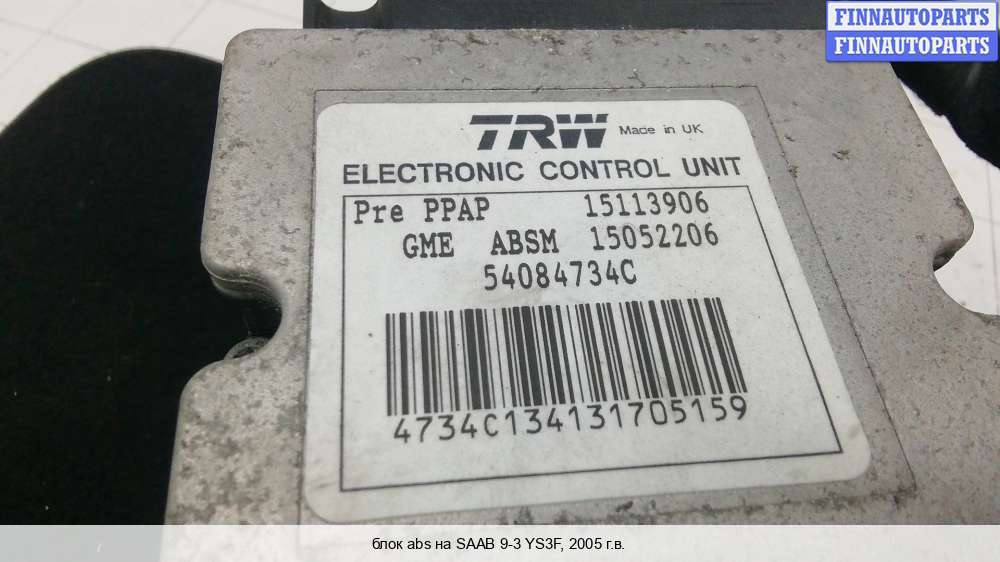 FINNAUTOPARTS
FINNAUTOPARTS
TRW Made in UK
ELECTRONIC CONTROL UNIT
Pre PPAP 15113906
GME ABSM 15052206
54084734C
4734C134131705159
блок abs на SAAB 9-3 YS3F, 2005 г.в.